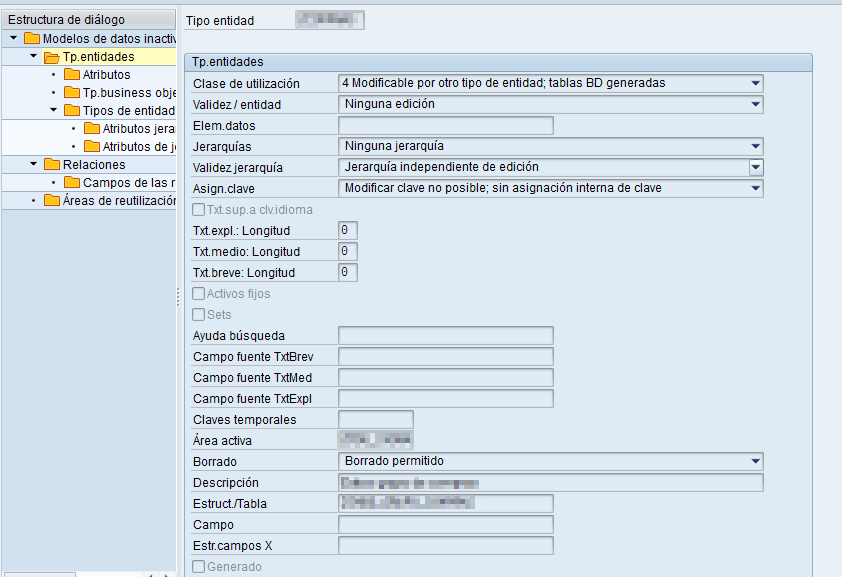 Estructura de diálogo
Modelos de datos inactiv
Tp.entidades
Atributos
Tp.business obje
Tipos de entidad
Atributos jera
Atributos de je
Relaciones
Campos de las r
Áreas de reutilización
Tipo entidad
Tp.entidades
Clase de utilización 4 Modificable por otro tipo de entidad; tablas BD generadas
Validez / entidad Ninguna edición
Elem.datos
Jerarquías Ninguna jerarquía
Validez jerarquía Jerarquía independiente de edición
Asign.clave Modificar clave no posible; sin asignación interna de clave
Txt.sup.a clv.idioma
Txt.expl.: Longitud 0
Txt.medio: Longitud 0
Txt.breve: Longitud 0
Activos fijos
Sets
Ayuda búsqueda
Campo fuente TxtBrev
Campo fuente TxtMed
Campo fuente TxtExpl
Claves temporales
Área activa
Borrado Borrado permitido
Descripción
Estruct./Tabla
Campo
Estr.campos X
Generado